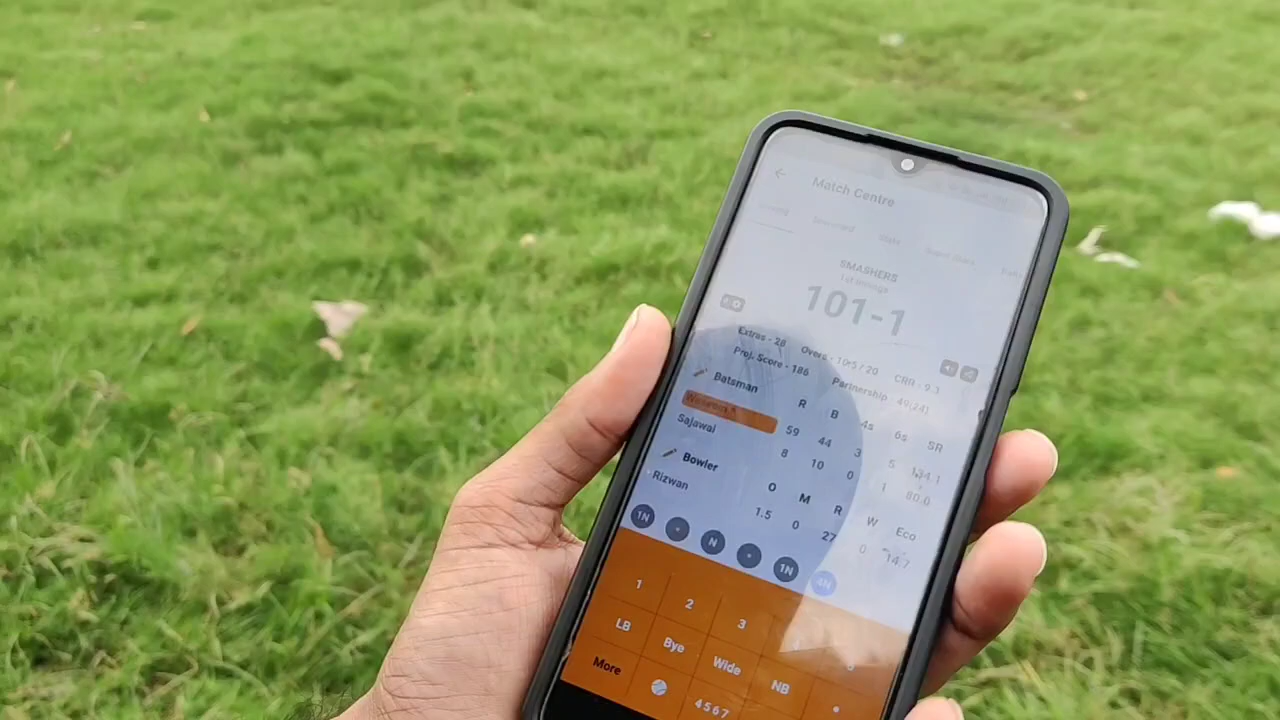 Match Centre
Scorecard
SMASHERS
1st Innings
101-1
Extras - 28 Overs - 10.5 / 20 CRR - 9.3
Proj. Score - 186 Partnership - 49(24)
Batsman R B 4s 6s SR
59 44 3 5 134.1
Sajawal 8 10 0 1 80.0
Bowler O M R W Eco
Rizwan 1.5 0 27 0 14.7
1N • N • 1N 4N
1 2 3
LB Bye Wide NB
More 4 5 6 7